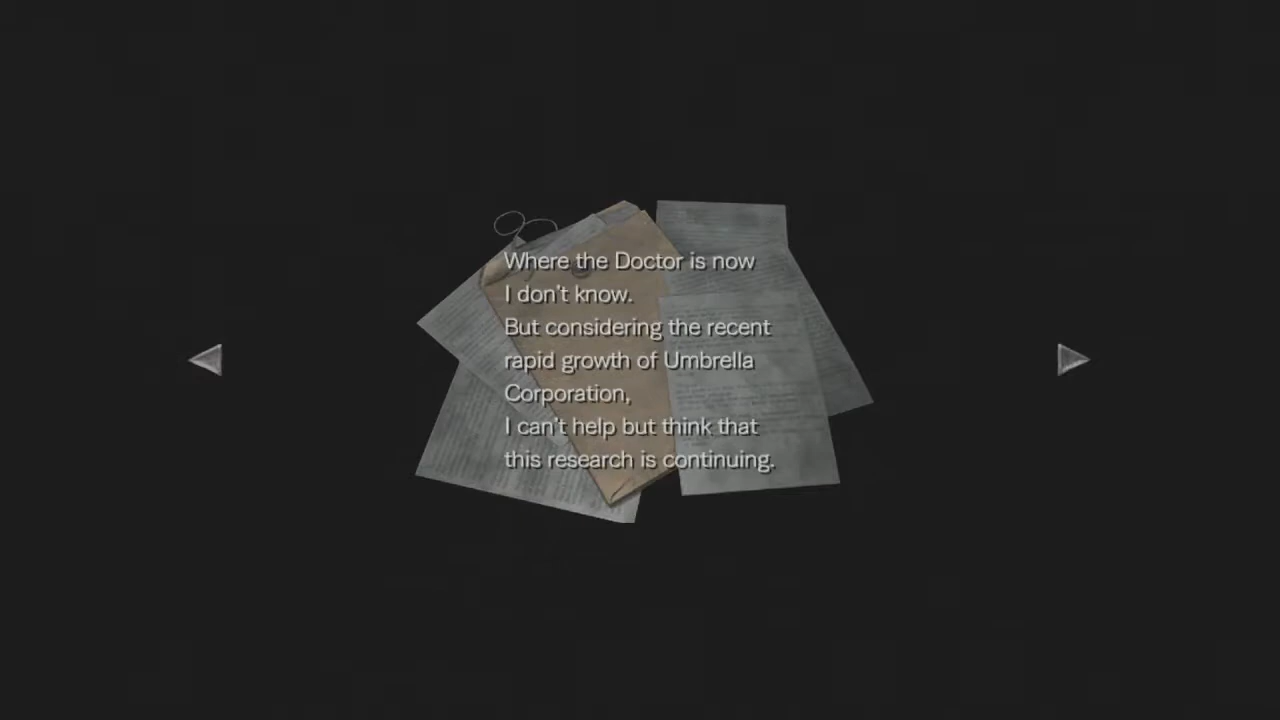 Where the Doctor is now
I don't know.
But considering the recent
rapid growth of Umbrella
Corporation,
I can't help but think that
this research is continuing.